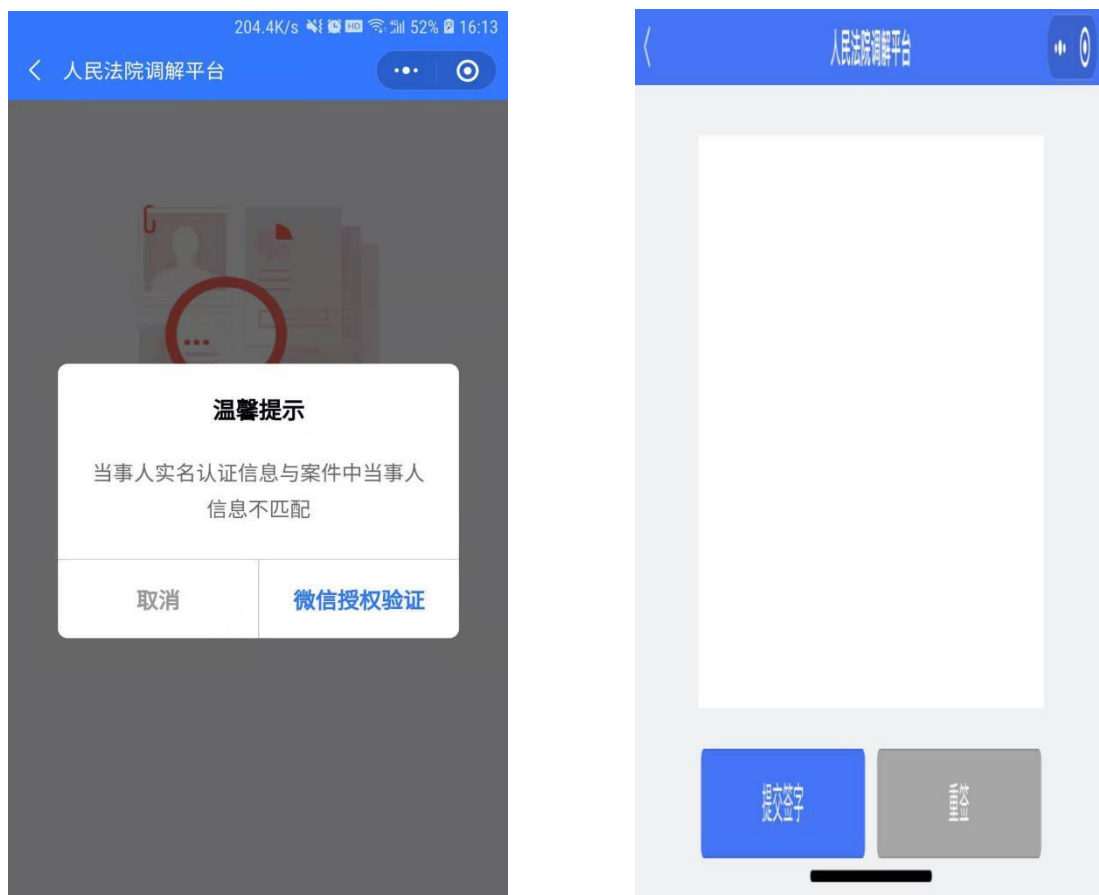 204.4K/s HD 4G 52% 16:13
人民法院调解平台
温馨提示
当事人实名认证信息与案件中当事人
信息不匹配
取消
微信授权验证
人民法院调解平台
提交签字
重签